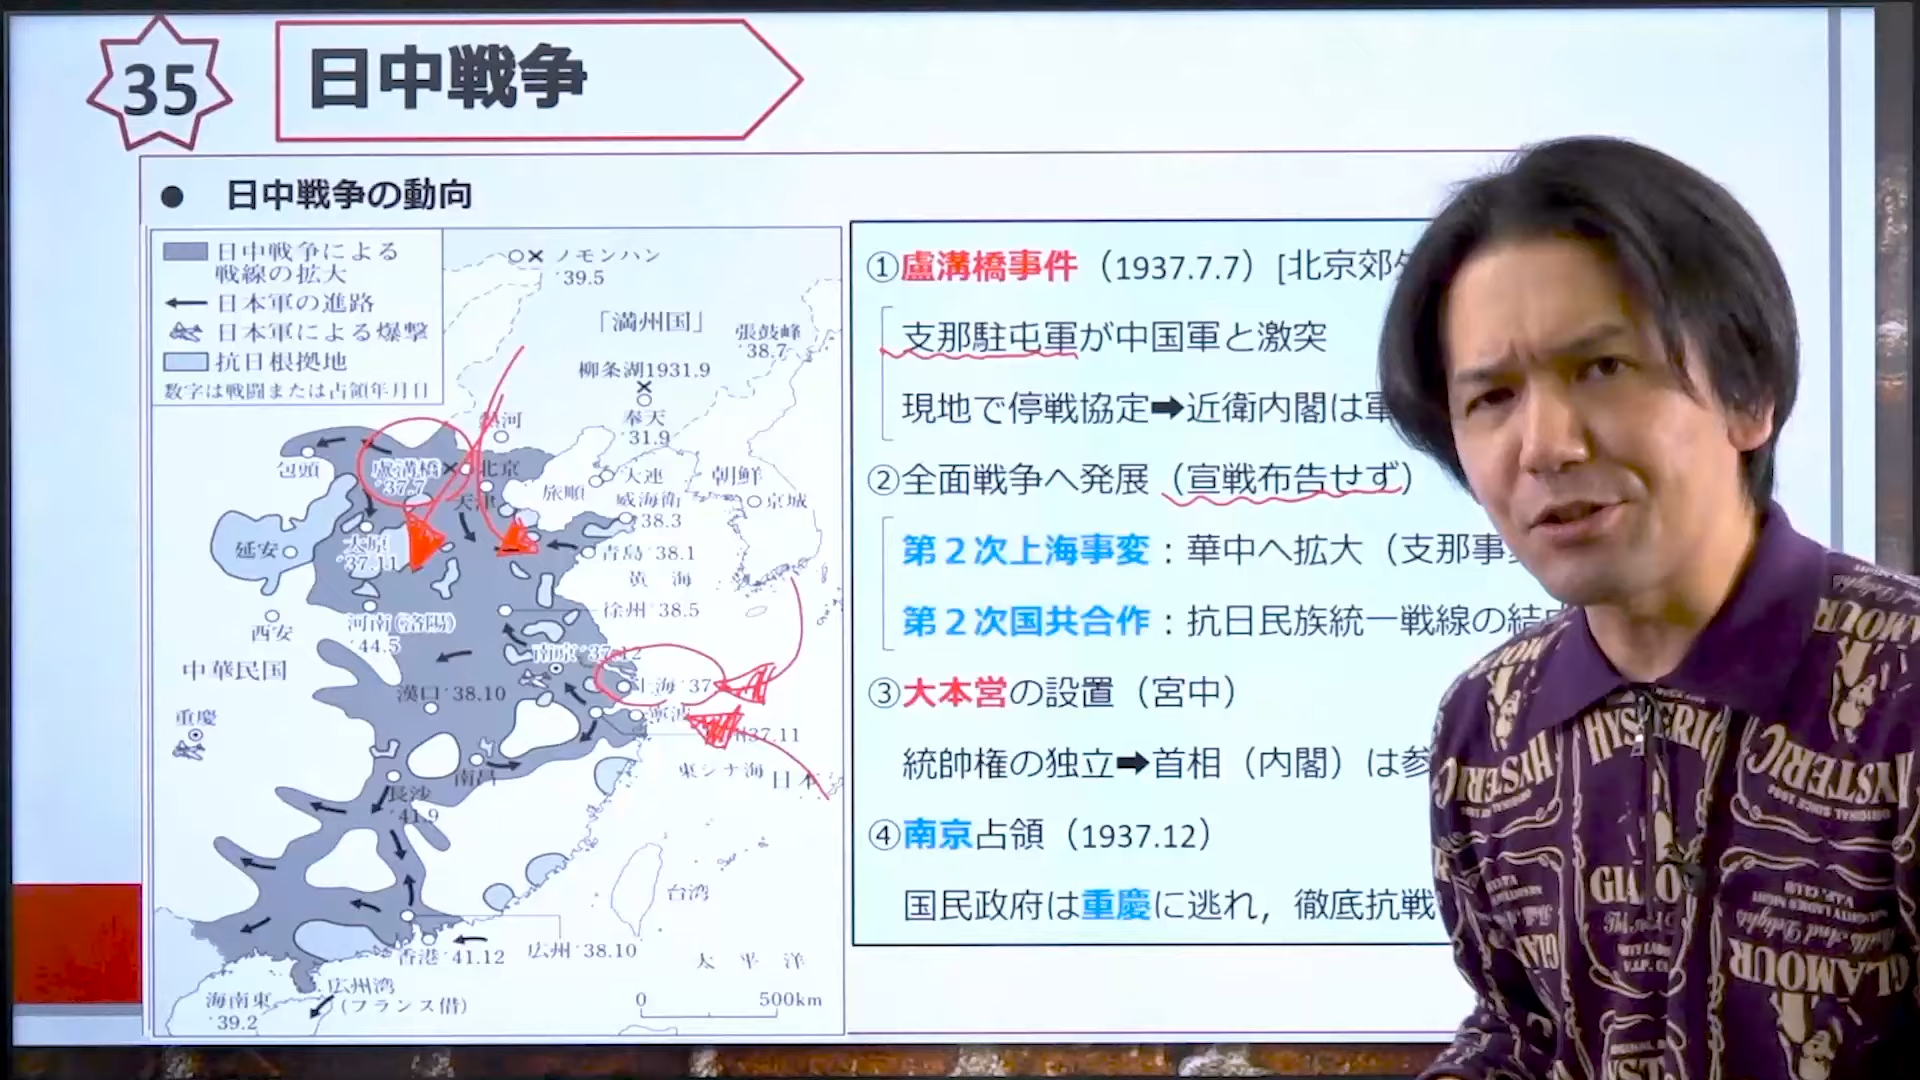 35
日中戦争
● 日中戦争の動向
日中戦争による
戦線の拡大
日本軍の進路
日本軍による爆撃
抗日根拠地
数字は戦闘または占領年月日
ノモンハン
'39.5
「満州国」
張鼓峰
'38.7
柳条湖1931.9
奉天
'31.9
熱河
包頭
盧溝橋
'37.7
北京
天津
旅順
大連
朝鮮
京城
威海衛
'38.3
延安
太原
'37.11
青島 '38.1
黄 海
徐州 '38.5
西安
河南(洛陽)
'44.5
中華民国
南京 '37.12
上海 '37
漢口 '38.10
寧波
'37.11
重慶
東シナ海
日本
南昌
長沙
'41.9
台湾
広州 '38.10
香港 '41.12
太 平 洋
広州湾
(フランス借)
海南東
'39.2
0 500km
①盧溝橋事件（1937.7.7）[北京郊
支那駐屯軍が中国軍と激突
現地で停戦協定➡近衛内閣は軍
②全面戦争へ発展（宣戦布告せず）
第２次上海事変：華中へ拡大（支那事
第２次国共合作：抗日民族統一戦線の結
③大本営の設置（宮中）
統帥権の独立➡首相（内閣）は参
④南京占領（1937.12）
国民政府は重慶に逃れ，徹底抗戦
GLAMOUR
HYSTERIC
HYSTERIC
HYSTERIC
GLAMOUR